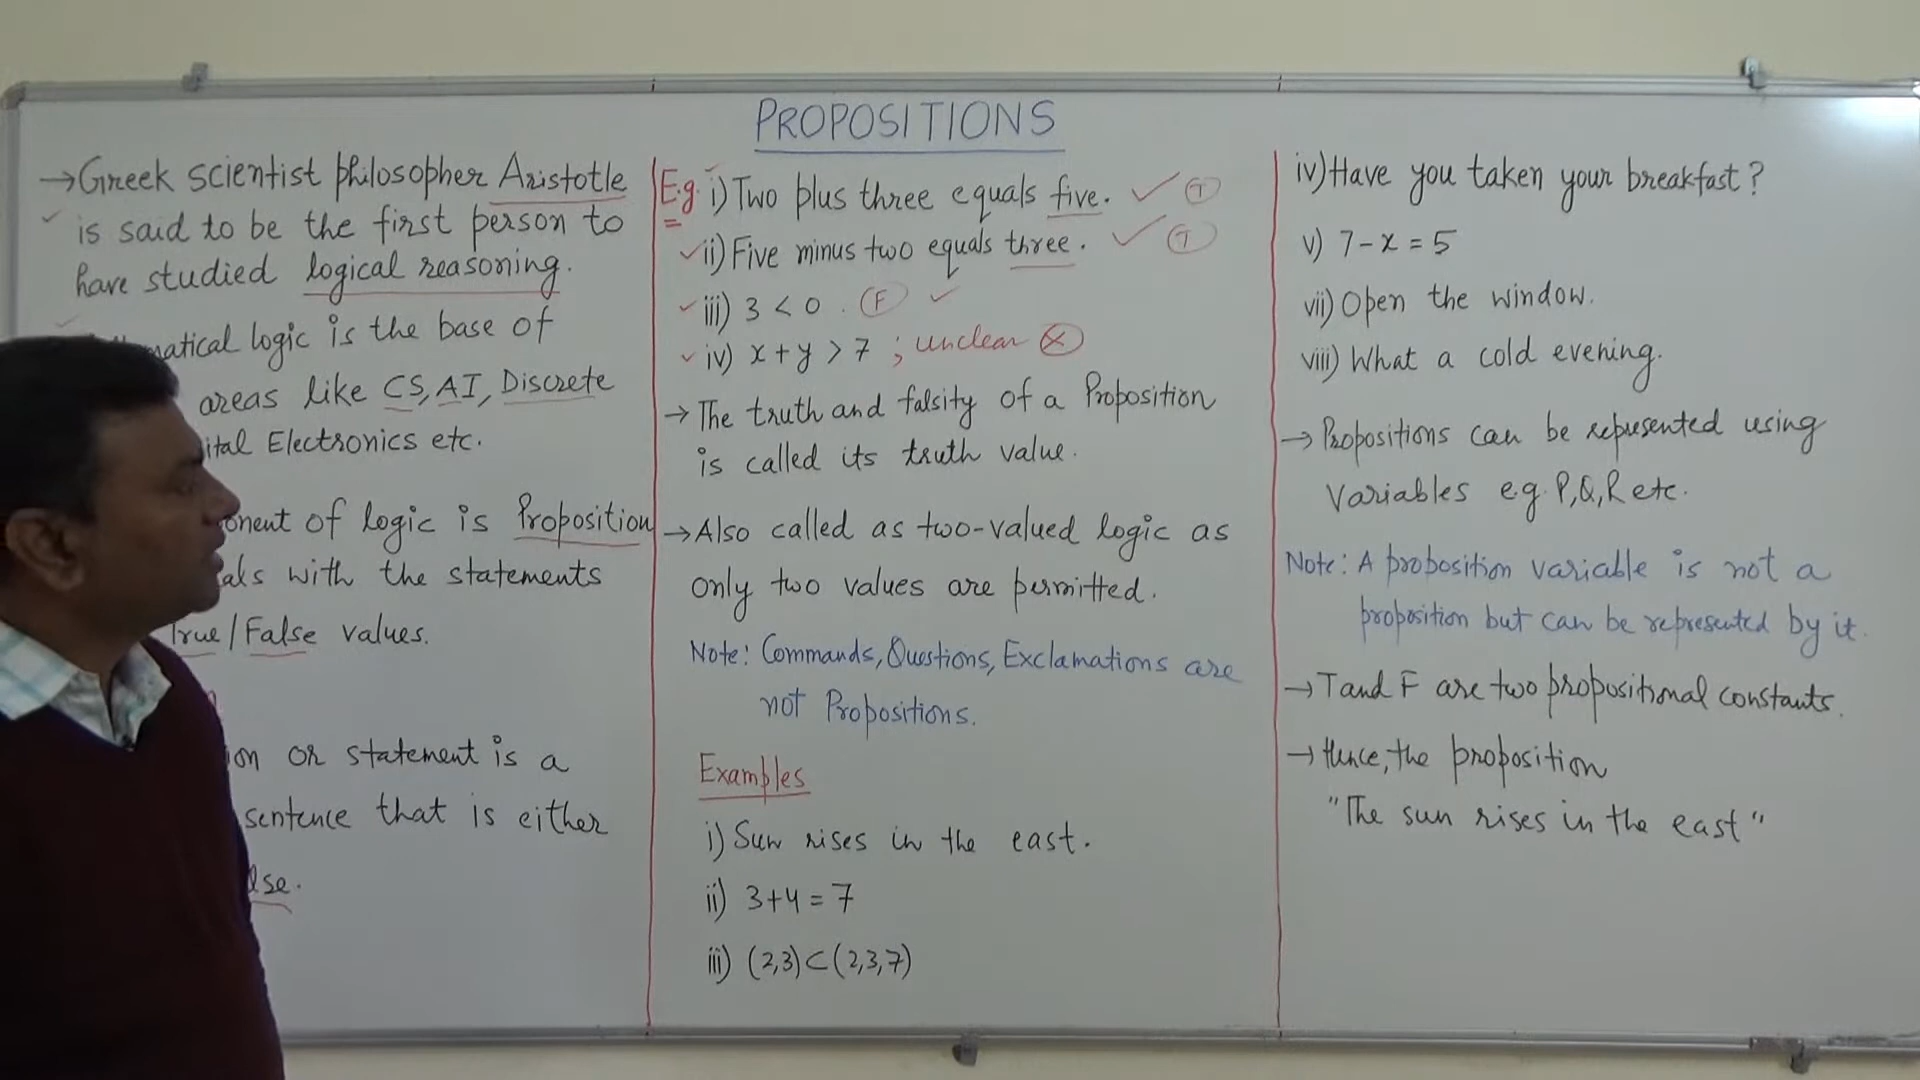 PROPOSITIONS
→ Greek scientist philosopher Aristotle
is said to be the first person to
have studied logical reasoning.
matical logic is the base of
areas like CS, AI, Discrete
ital Electronics etc.
onent of logic is Proposition
als with the statements
True/False values.
ion or statement is a
sentence that is either
lse.
E.g. i) Two plus three equals five. ✓ (T)
✓ ii) Five minus two equals three. ✓ (T)
✓ iii) 3 < 0 . (F) ✓
✓ iv) x + y > 7 ; unclear (X)
→ The truth and falsity of a Proposition
is called its truth value.
→ Also called as two-valued logic as
only two values are permitted.
Note: Commands, Questions, Exclamations are
not Propositions.
Examples
i) Sun rises in the east.
ii) 3+4 = 7
iii) (2,3) ⊂ (2,3,7)
iv) Have you taken your breakfast?
v) 7 - x = 5
vii) Open the window.
viii) What a cold evening.
→ Propositions can be represented using
variables e.g. P,Q,R etc.
Note: A proposition variable is not a
proposition but can be represented by it.
→ T and F are two propositional constants.
→ Hence, the proposition
"The sun rises in the east"